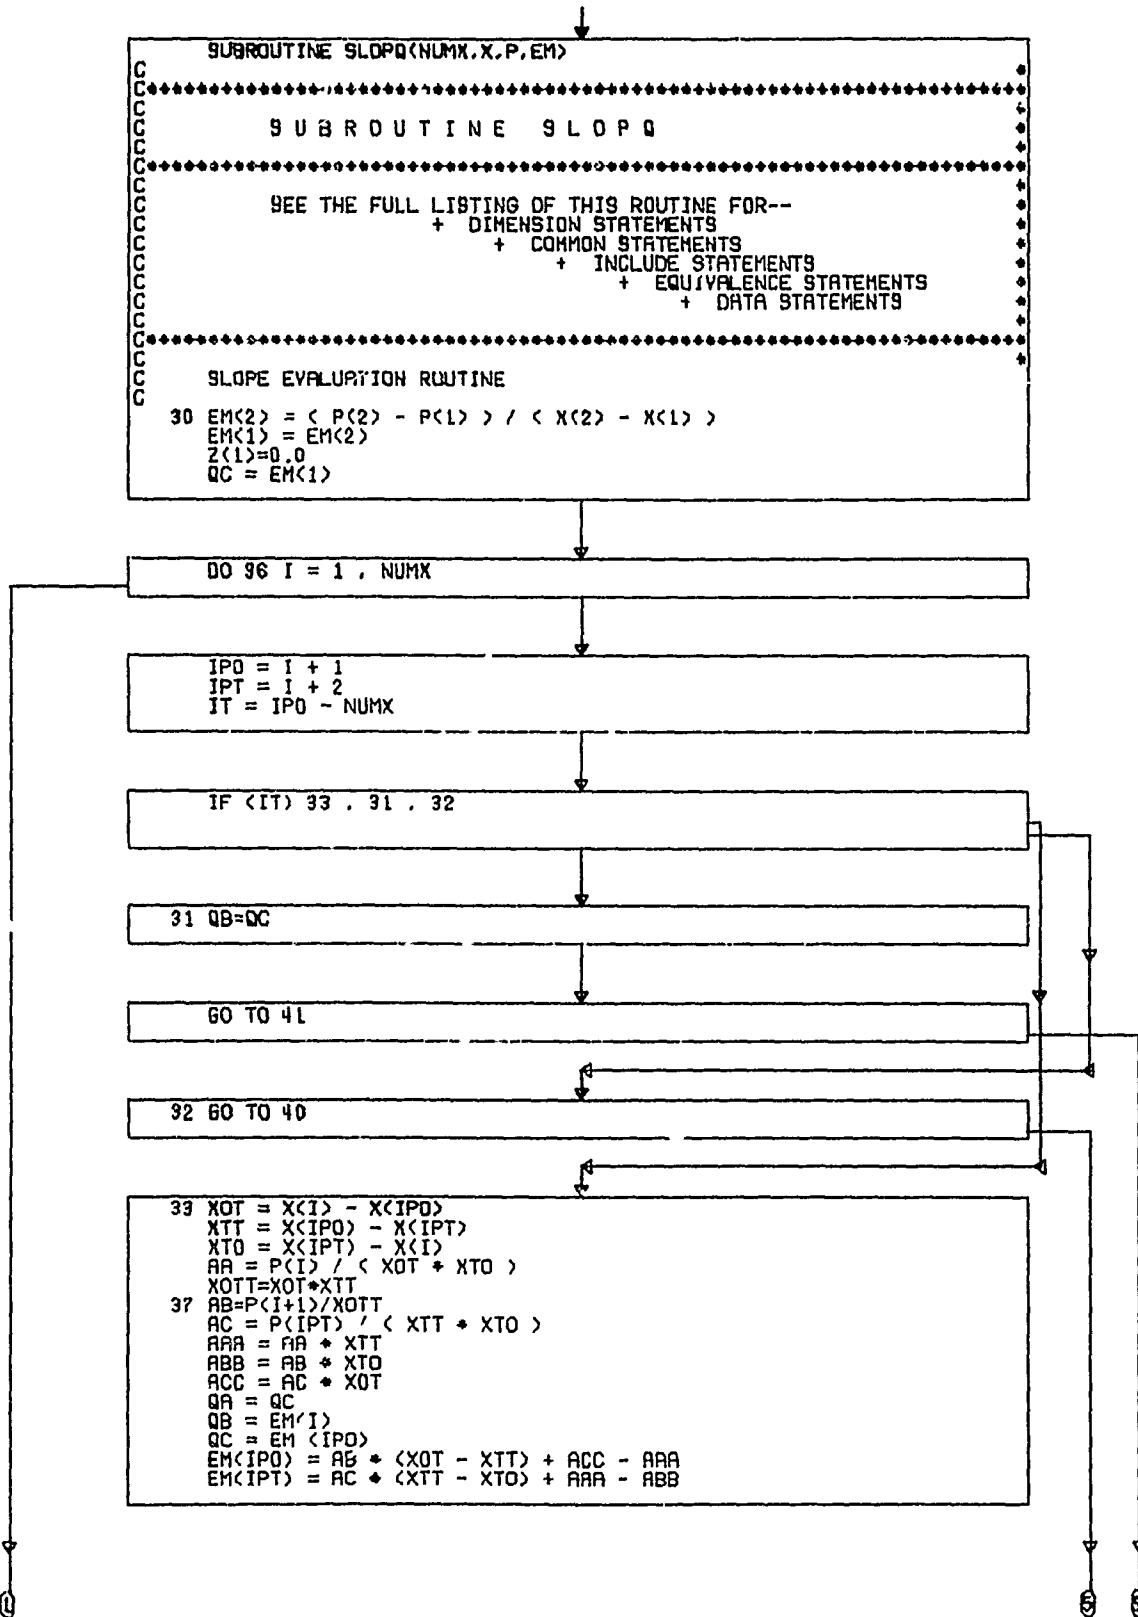 SUBROUTINE SLOPQ(NUMX,X,P,EM)
C *
C**********************************************************************
C *
C SUBROUTINE SLOPQ *
C *
C**********************************************************************
C *
C SEE THE FULL LISTING OF THIS ROUTINE FOR-- *
C + DIMENSION STATEMENTS *
C + COMMON STATEMENTS *
C + INCLUDE STATEMENTS *
C + EQUIVALENCE STATEMENTS *
C + DATA STATEMENTS *
C *
C**********************************************************************
C *
C SLOPE EVALUATION ROUTINE
C
30 EM(2) = ( P(2) - P(1) ) / ( X(2) - X(1) )
EM(1) = EM(2)
Z(1)=0.0
QC = EM(1)
DO 36 I = 1 , NUMX
IPO = I + 1
IPT = I + 2
IT = IPO - NUMX
IF (IT) 33 , 31 , 32
31 QB=QC
GO TO 41
32 GO TO 40
33 XOT = X(I) - X(IPO)
XTT = X(IPO) - X(IPT)
XTO = X(IPT) - X(I)
AA = P(I) / ( XOT * XTO )
XOTT=XOT*XTT
37 AB=P(I+1)/XOTT
AC = P(IPT) / ( XTT * XTO )
AAA = AA * XTT
ABB = AB * XTO
ACC = AC * XOT
QA = QC
QB = EM(I)
QC = EM (IPO)
EM(IPO) = AB * (XOT - XTT) + ACC - AAA
EM(IPT) = AC * (XTT - XTO) + AAA - ABB